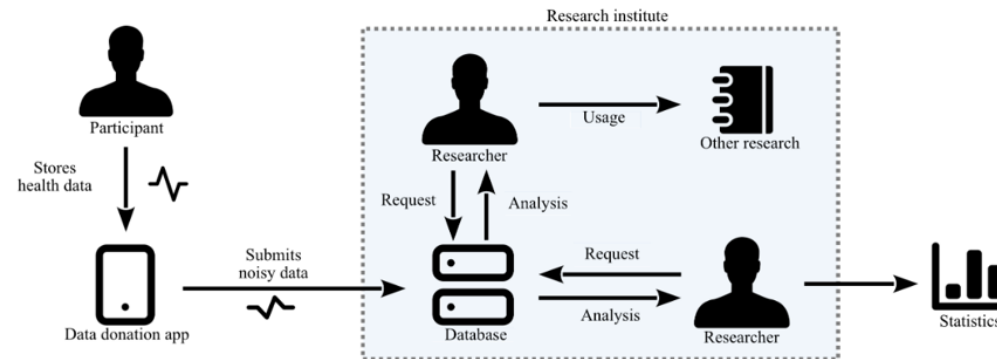 Research institute
Participant
Stores
health data
Data donation app
Submits
noisy data
Researcher
Usage
Other research
Request
Analysis
Database
Request
Analysis
Researcher
Statistics